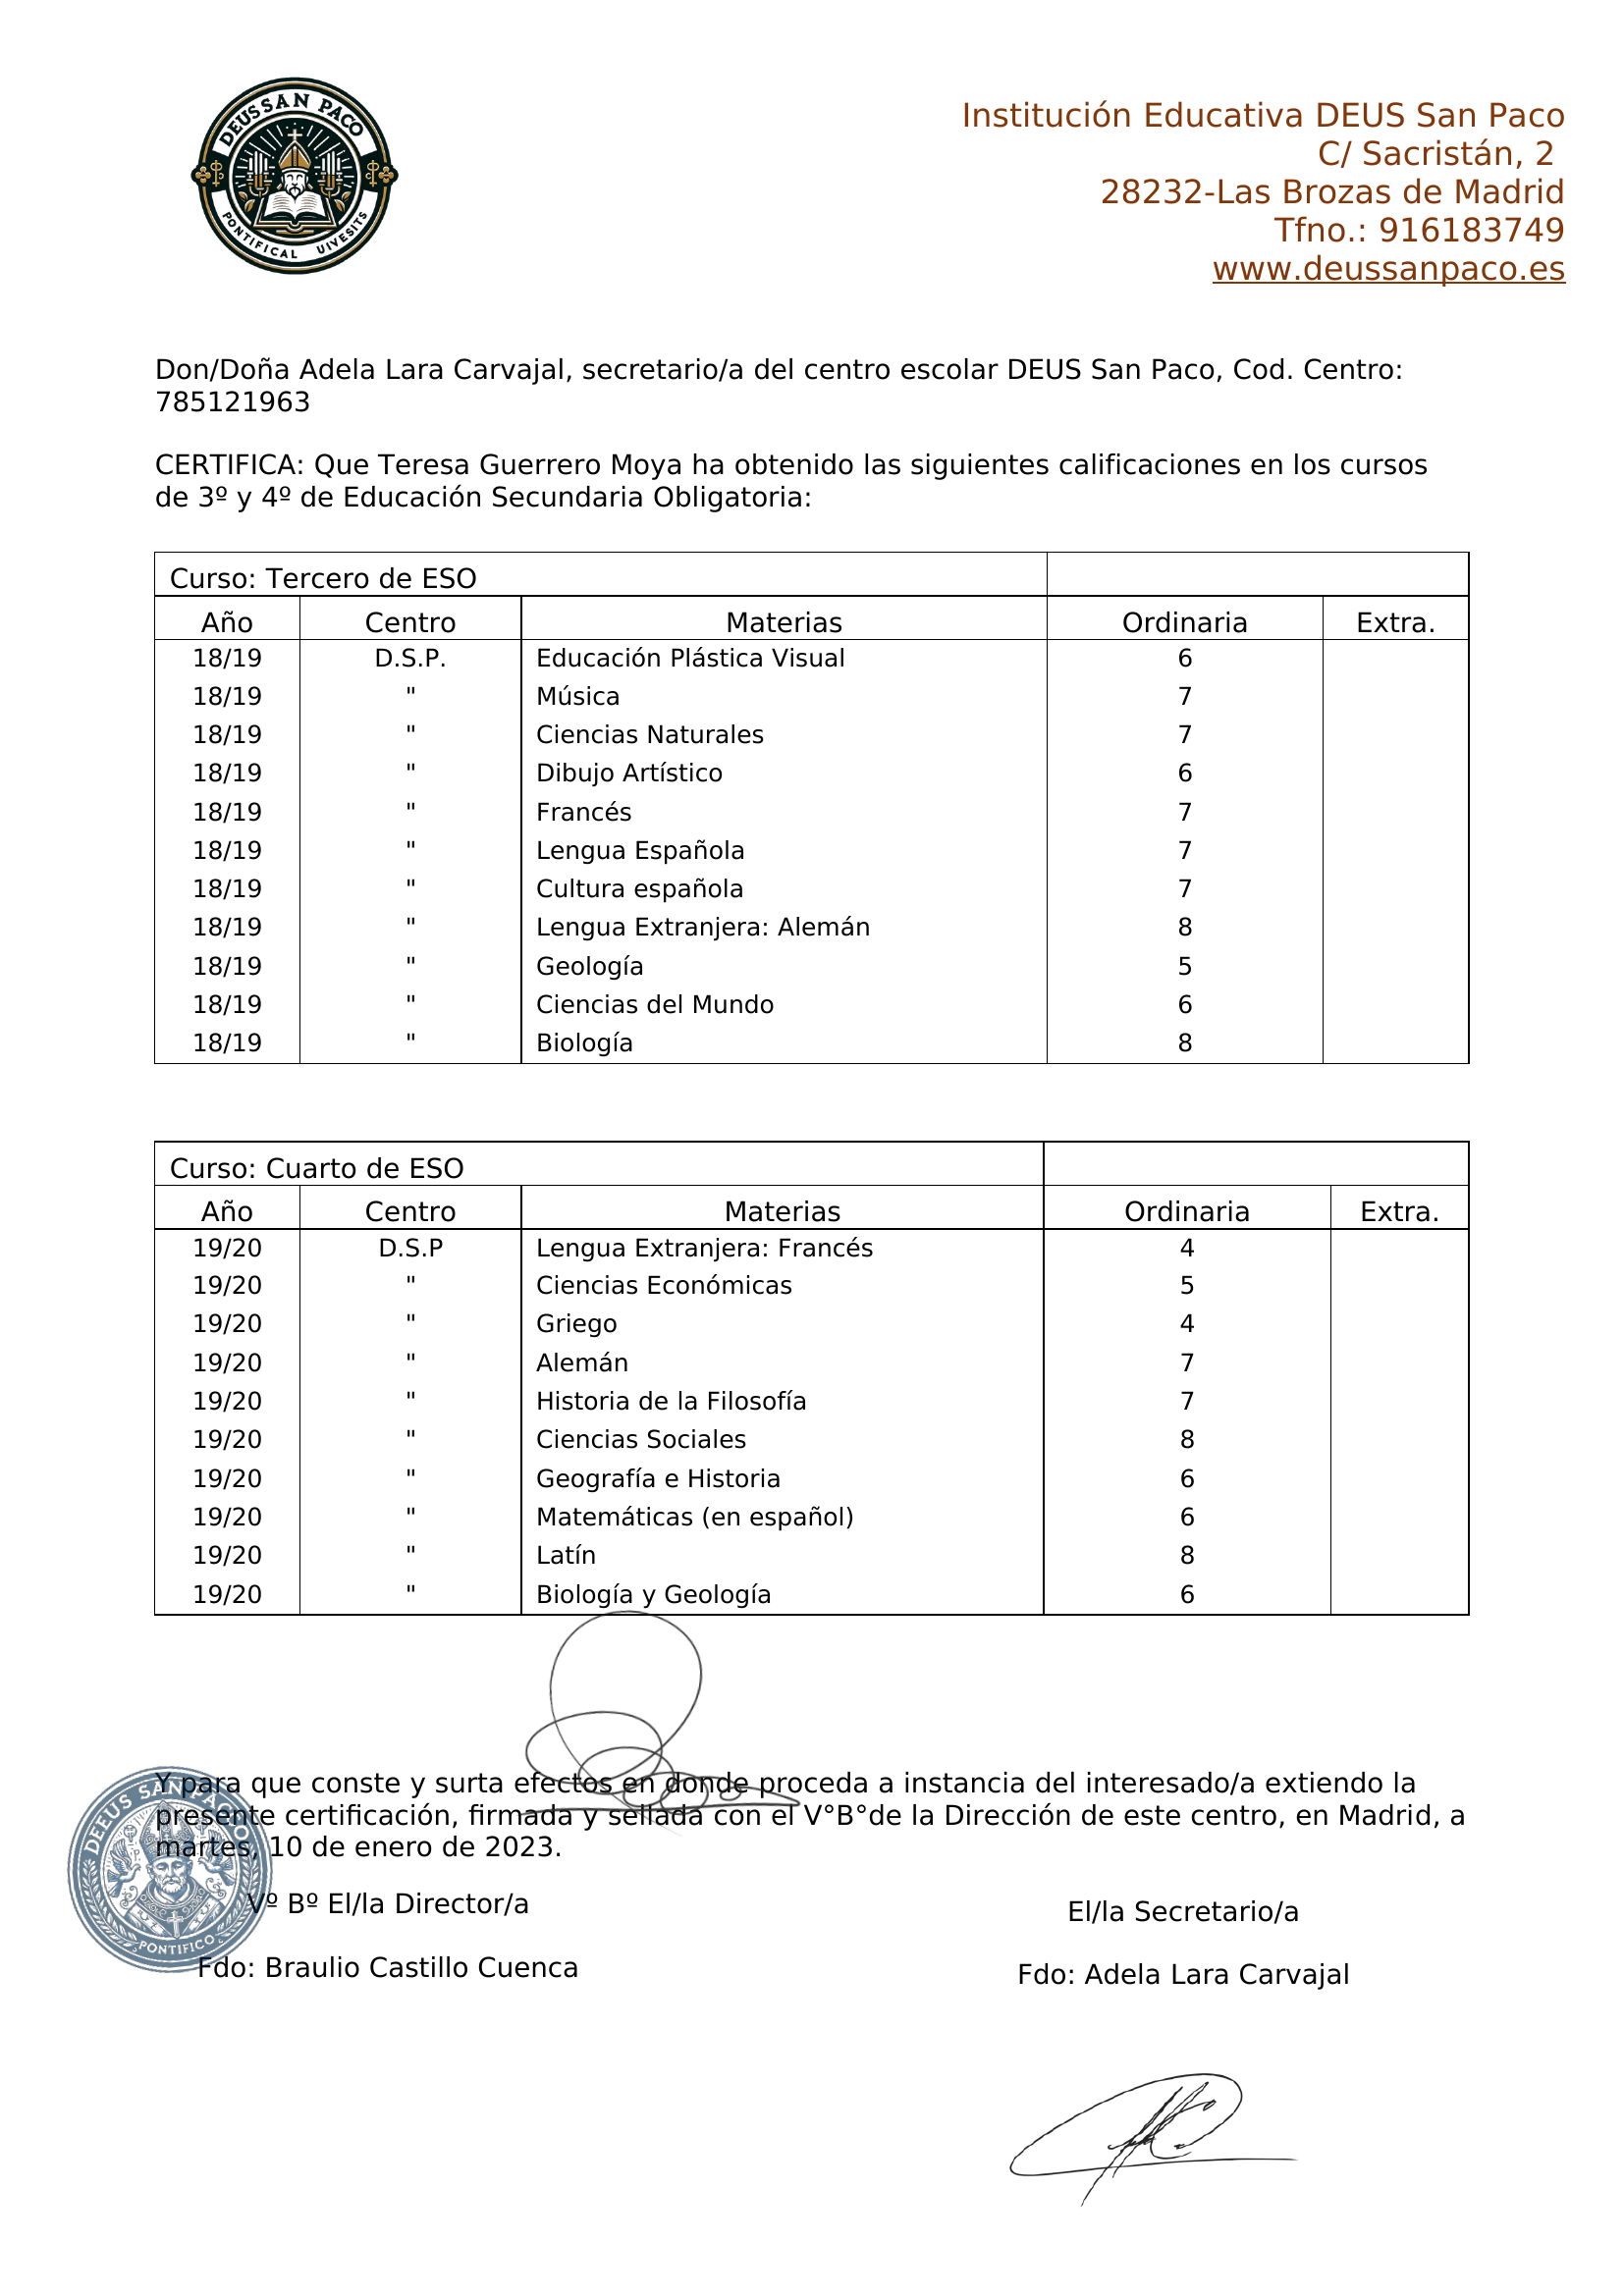 DEUSSAN PACO
PONTIFICAL UIVESITS
Institución Educativa DEUS San Paco
C/ Sacristán, 2
28232-Las Brozas de Madrid
Tfno.: 916183749
www.deussanpaco.es
Don/Doña Adela Lara Carvajal, secretario/a del centro escolar DEUS San Paco, Cod. Centro:
785121963
CERTIFICA: Que Teresa Guerrero Moya ha obtenido las siguientes calificaciones en los cursos
de 3º y 4º de Educación Secundaria Obligatoria:
Curso: Tercero de ESO
Año Centro Materias Ordinaria Extra.
18/19 D.S.P. Educación Plástica Visual 6
18/19 " Música 7
18/19 " Ciencias Naturales 7
18/19 " Dibujo Artístico 6
18/19 " Francés 7
18/19 " Lengua Española 7
18/19 " Cultura española 7
18/19 " Lengua Extranjera: Alemán 8
18/19 " Geología 5
18/19 " Ciencias del Mundo 6
18/19 " Biología 8
Curso: Cuarto de ESO
Año Centro Materias Ordinaria Extra.
19/20 D.S.P Lengua Extranjera: Francés 4
19/20 " Ciencias Económicas 5
19/20 " Griego 4
19/20 " Alemán 7
19/20 " Historia de la Filosofía 7
19/20 " Ciencias Sociales 8
19/20 " Geografía e Historia 6
19/20 " Matemáticas (en español) 6
19/20 " Latín 8
19/20 " Biología y Geología 6
Y para que conste y surta efectos en donde proceda a instancia del interesado/a extiendo la
presente certificación, firmada y sellada con el V°B°de la Dirección de este centro, en Madrid, a
martes, 10 de enero de 2023.
DEEUS SANPACO
PONTIFICO
Vº Bº El/la Director/a
El/la Secretario/a
Fdo: Braulio Castillo Cuenca
Fdo: Adela Lara Carvajal